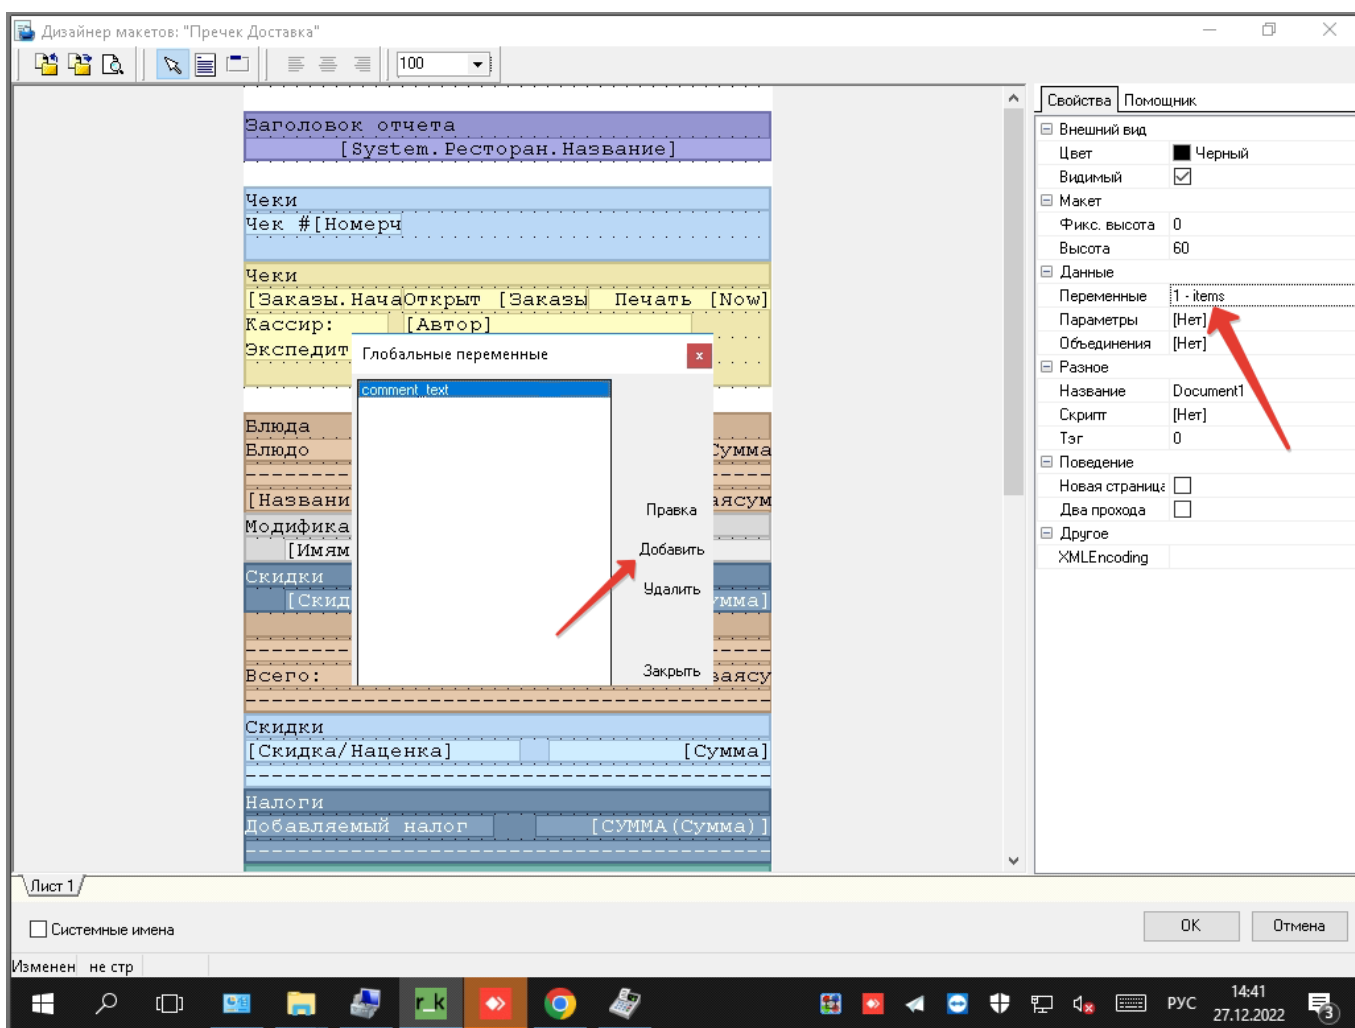 Дизайнер макетов: "Пречек Доставка"
100
Свойства Помощник
Заголовок отчета
[System.Ресторан.Название]
Чеки
Чек #[Номерч
Чеки
[Заказы.Нача Открыт [Заказы Печать [Now]
Кассир: [Автор]
Экспедит
Глобальные переменные
x
comment_text
Правка
Добавить
Удалить
Закрыть
Блюда
Блюдо Сумма
[Названи аясум
Модифика
[Имям
Скидки
[Скид умма]
Всего: ваясу
Скидки
[Скидка/Наценка] [Сумма]
Налоги
Добавляемый налог [СУММА(Сумма)]
Внешний вид
Цвет Черный
Видимый
Макет
Фикс. высота 0
Высота 60
Данные
Переменные 1 - items
Параметры [Нет]
Объединения [Нет]
Разное
Название Document1
Скрипт [Нет]
Тэг 0
Поведение
Новая страница
Два прохода
Другое
XMLEncoding
Лист 1
Системные имена
OK Отмена
Изменен не стр
r_k
РУС
14:41
27.12.2022
3